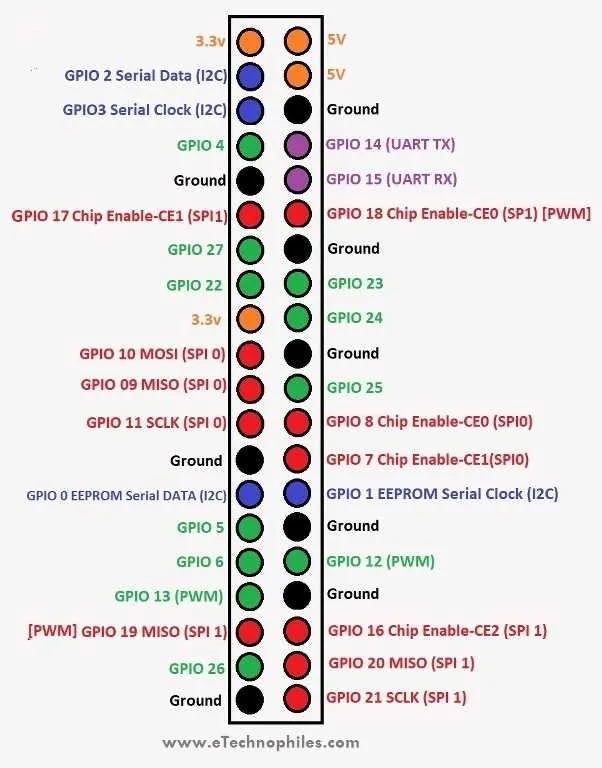 3.3v 5V
GPIO 2 Serial Data (I2C) 5V
GPIO3 Serial Clock (I2C) Ground
GPIO 4 GPIO 14 (UART TX)
Ground GPIO 15 (UART RX)
GPIO 17 Chip Enable-CE1 (SPI1) GPIO 18 Chip Enable-CE0 (SP1) [PWM]
GPIO 27 Ground
GPIO 22 GPIO 23
3.3v GPIO 24
GPIO 10 MOSI (SPI 0) Ground
GPIO 09 MISO (SPI 0) GPIO 25
GPIO 11 SCLK (SPI 0) GPIO 8 Chip Enable-CE0 (SPI0)
Ground GPIO 7 Chip Enable-CE1(SPI0)
GPIO 0 EEPROM Serial DATA (I2C) GPIO 1 EEPROM Serial Clock (I2C)
GPIO 5 Ground
GPIO 6 GPIO 12 (PWM)
GPIO 13 (PWM) Ground
[PWM] GPIO 19 MISO (SPI 1) GPIO 16 Chip Enable-CE2 (SPI 1)
GPIO 26 GPIO 20 MISO (SPI 1)
Ground GPIO 21 SCLK (SPI 1)
www.eTechnophiles.com